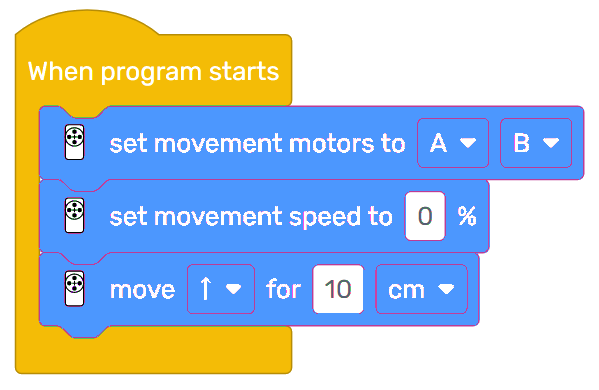 When program starts
set movement motors to A B
set movement speed to 0 %
move ↑ for 10 cm